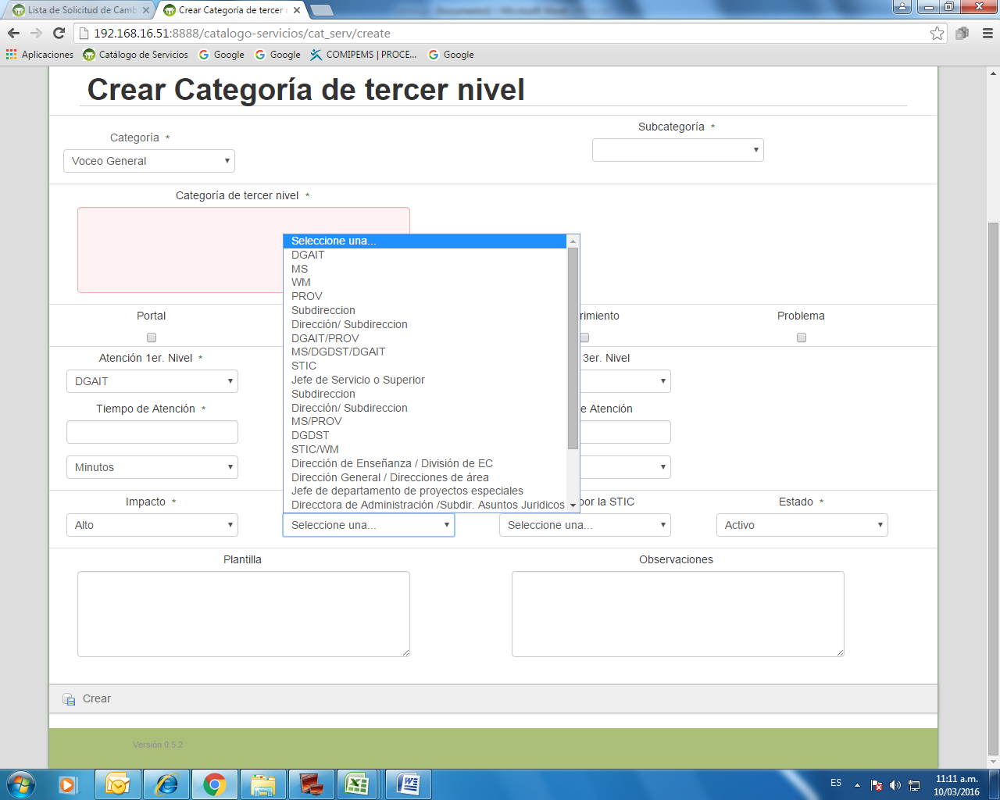 Lista de Solicitud de Camb
Crear Categoría de tercer
192.168.16.51:8888/catalogo-servicios/cat_serv/create
Aplicaciones Catálogo de Servicios Google Google COMIPEMS | PROCE... Google
Crear Categoría de tercer nivel
Categoría *
Subcategoría *
Voceo General
Categoría de tercer nivel *
Seleccione una...
DGAIT
MS
WM
PROV
Subdireccion
Dirección/ Subdireccion
DGAIT/PROV
MS/DGDST/DGAIT
STIC
Jefe de Servicio o Superior
Subdireccion
Dirección/ Subdireccion
MS/PROV
DGDST
STIC/WM
Dirección de Enseñanza / División de EC
Dirección General / Direcciones de área
Jefe de departamento de proyectos especiales
Direcctora de Administración /Subdir. Asuntos Juridicos
Portal
rimiento
Problema
Atención 1er. Nivel *
3er. Nivel
DGAIT
Tiempo de Atención *
e Atención
Minutos
Impacto *
por la STIC
Estado *
Alto
Seleccione una...
Seleccione una...
Activo
Plantilla
Observaciones
Crear
Versión 0.5.2
ES
11:11 a.m.
10/03/2016